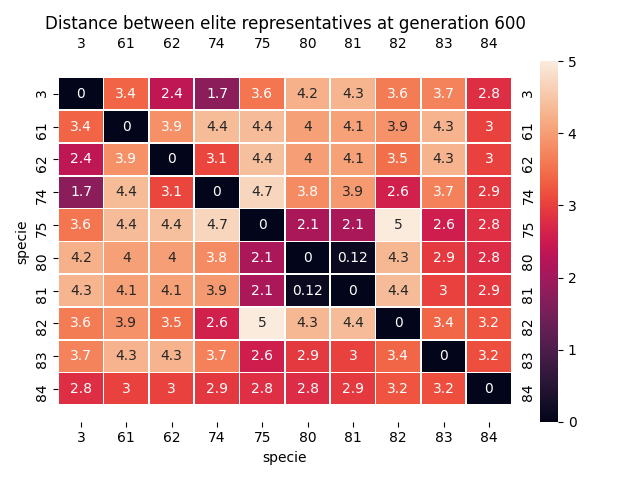 Distance between elite representatives at generation 600
3 61 62 74 75 80 81 82 83 84
3 0 3.4 2.4 1.7 3.6 4.2 4.3 3.6 3.7 2.8 3
61 3.4 0 3.9 4.4 4.4 4 4.1 3.9 4.3 3 61
62 2.4 3.9 0 3.1 4.4 4 4.1 3.5 4.3 3 62
74 1.7 4.4 3.1 0 4.7 3.8 3.9 2.6 3.7 2.9 74
75 3.6 4.4 4.4 4.7 0 2.1 2.1 5 2.6 2.8 75
80 4.2 4 4 3.8 2.1 0 0.12 4.3 2.9 2.8 80
81 4.3 4.1 4.1 3.9 2.1 0.12 0 4.4 3 2.9 81
82 3.6 3.9 3.5 2.6 5 4.3 4.4 0 3.4 3.2 82
83 3.7 4.3 4.3 3.7 2.6 2.9 3 3.4 0 3.2 83
84 2.8 3 3 2.9 2.8 2.8 2.9 3.2 3.2 0 84
3 61 62 74 75 80 81 82 83 84
specie
specie
5
4
3
2
1
0